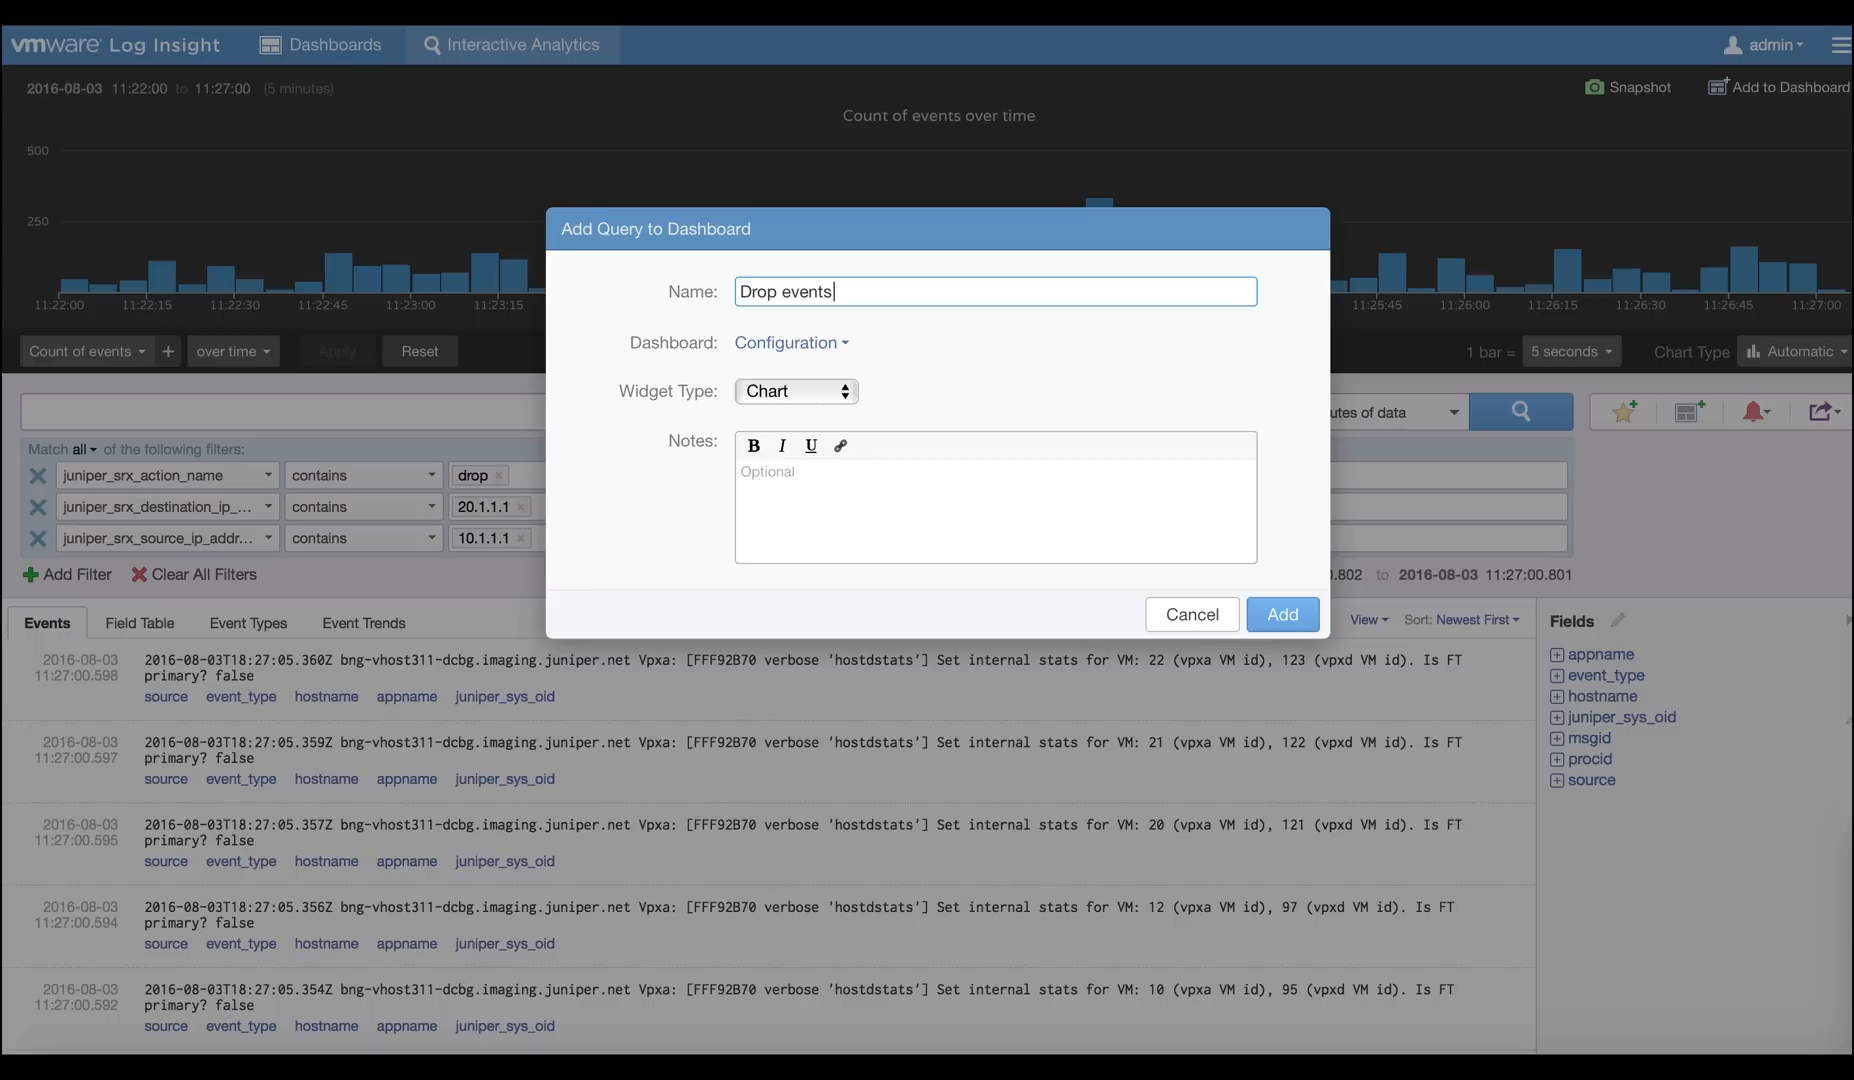 vmware Log Insight Dashboards Interactive Analytics admin
2016-08-03 11:22:00 to 11:27:00 (5 minutes) Snapshot Add to Dashboard
Count of events over time
500
250
11:22:00 11:22:15 11:22:30 11:22:45 11:23:00 11:23:15 11:25:45 11:26:00 11:26:15 11:26:30 11:26:45 11:27:00
Count of events + over time Apply Reset 1 bar = 5 seconds Chart Type Automatic
Add Query to Dashboard
Name: Drop events
Dashboard: Configuration
Widget Type: Chart
Notes: B I U
Optional
Cancel Add
utes of data
Match all of the following filters:
juniper_srx_action_name contains drop ×
juniper_srx_destination_ip_... contains 20.1.1.1 ×
juniper_srx_source_ip_addr... contains 10.1.1.1 ×
Add Filter Clear All Filters .802 to 2016-08-03 11:27:00.801
Events Field Table Event Types Event Trends View Sort: Newest First
2016-08-03 11:27:00.598
2016-08-03T18:27:05.360Z bng-vhost311-dcbg.imaging.juniper.net Vpxa: [FFF92B70 verbose 'hostdstats'] Set internal stats for VM: 22 (vpxa VM id), 123 (vpxd VM id). Is FT
primary? false
source event_type hostname appname juniper_sys_oid
2016-08-03 11:27:00.597
2016-08-03T18:27:05.359Z bng-vhost311-dcbg.imaging.juniper.net Vpxa: [FFF92B70 verbose 'hostdstats'] Set internal stats for VM: 21 (vpxa VM id), 122 (vpxd VM id). Is FT
primary? false
source event_type hostname appname juniper_sys_oid
2016-08-03 11:27:00.595
2016-08-03T18:27:05.357Z bng-vhost311-dcbg.imaging.juniper.net Vpxa: [FFF92B70 verbose 'hostdstats'] Set internal stats for VM: 20 (vpxa VM id), 121 (vpxd VM id). Is FT
primary? false
source event_type hostname appname juniper_sys_oid
2016-08-03 11:27:00.594
2016-08-03T18:27:05.356Z bng-vhost311-dcbg.imaging.juniper.net Vpxa: [FFF92B70 verbose 'hostdstats'] Set internal stats for VM: 12 (vpxa VM id), 97 (vpxd VM id). Is FT
primary? false
source event_type hostname appname juniper_sys_oid
2016-08-03 11:27:00.592
2016-08-03T18:27:05.354Z bng-vhost311-dcbg.imaging.juniper.net Vpxa: [FFF92B70 verbose 'hostdstats'] Set internal stats for VM: 10 (vpxa VM id), 95 (vpxd VM id). Is FT
primary? false
source event_type hostname appname juniper_sys_oid
Fields
appname
event_type
hostname
juniper_sys_oid
msgid
procid
source